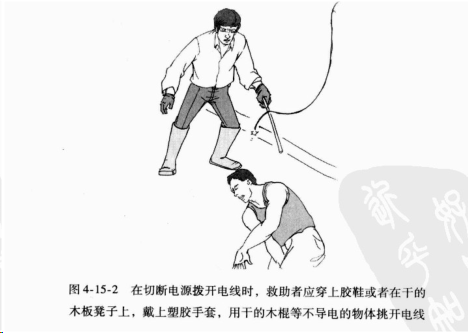 图4-15-2 在切断电源拨开电线时，救助者应穿上胶鞋或者在干的
木板凳子上，戴上塑胶手套，用干的木棍等不导电的物体挑开电线